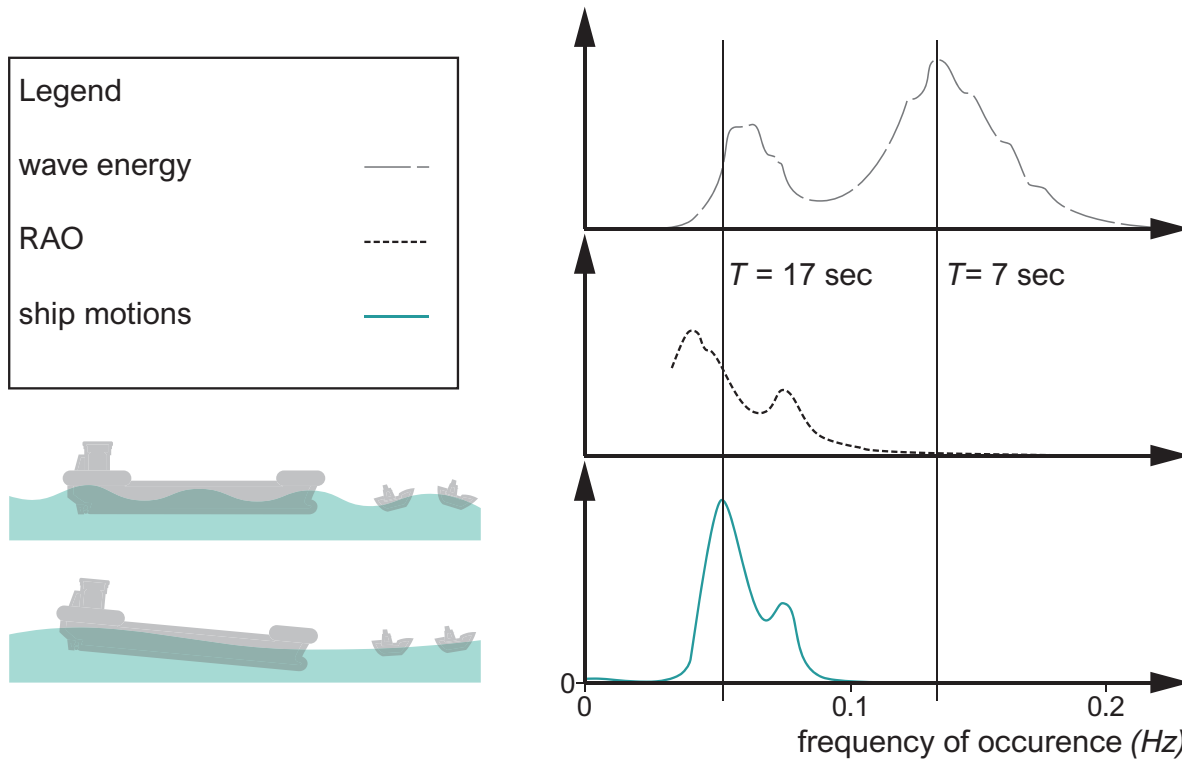 Legend
wave energy
RAO
ship motions
T = 17 sec
T= 7 sec
0
0
0.1
0.2
frequency of occurence (Hz)